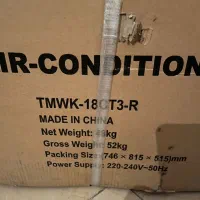 IR-CONDITION
TMWK-18CT3-R
MADE IN CHINA
Net Weight:
Gross Weight: 52kg
Packing Size: (746 × 815 × 515)mm
Power Supply: 220-240V~50Hz